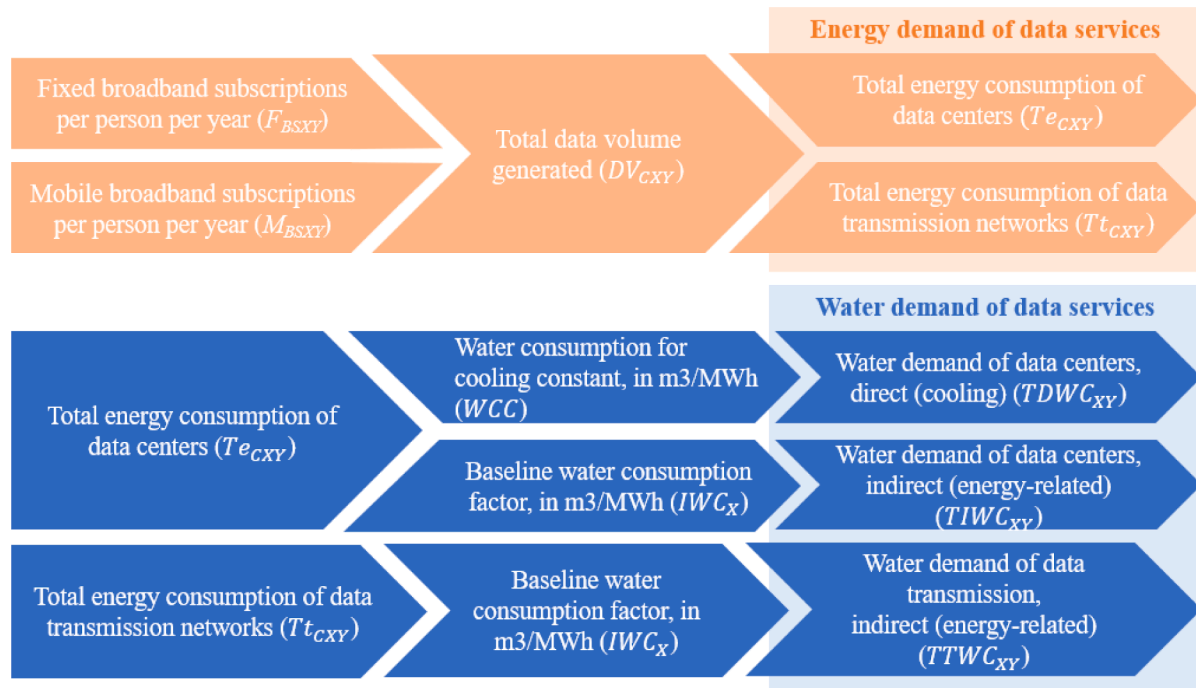 Energy demand of data services
Fixed broadband subscriptions
per person per year (F_BSXY)
Mobile broadband subscriptions
per person per year (M_BSXY)
Total data volume
generated (DV_CXY)
Total energy consumption of
data centers (Te_CXY)
Total energy consumption of data
transmission networks (Tt_CXY)
Water demand of data services
Total energy consumption of
data centers (Te_CXY)
Water consumption for
cooling constant, in m3/MWh
(WCC)
Water demand of data centers,
direct (cooling) (TDWC_XY)
Baseline water consumption
factor, in m3/MWh (IWC_X)
Water demand of data centers,
indirect (energy-related)
(TIWC_XY)
Total energy consumption of data
transmission networks (Tt_CXY)
Baseline water
consumption factor, in
m3/MWh (IWC_X)
Water demand of data
transmission,
indirect (energy-related)
(TTWC_XY)